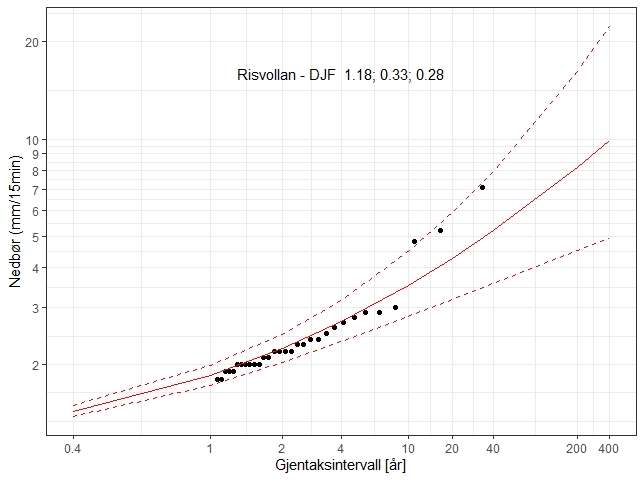 Risvollan - DJF 1.18; 0.33; 0.28
Nedbør (mm/15min)
20
10
9
8
7
6
5
4
3
2
0.4 1 2 4 10 20 40 200 400
Gjentaksintervall [år]